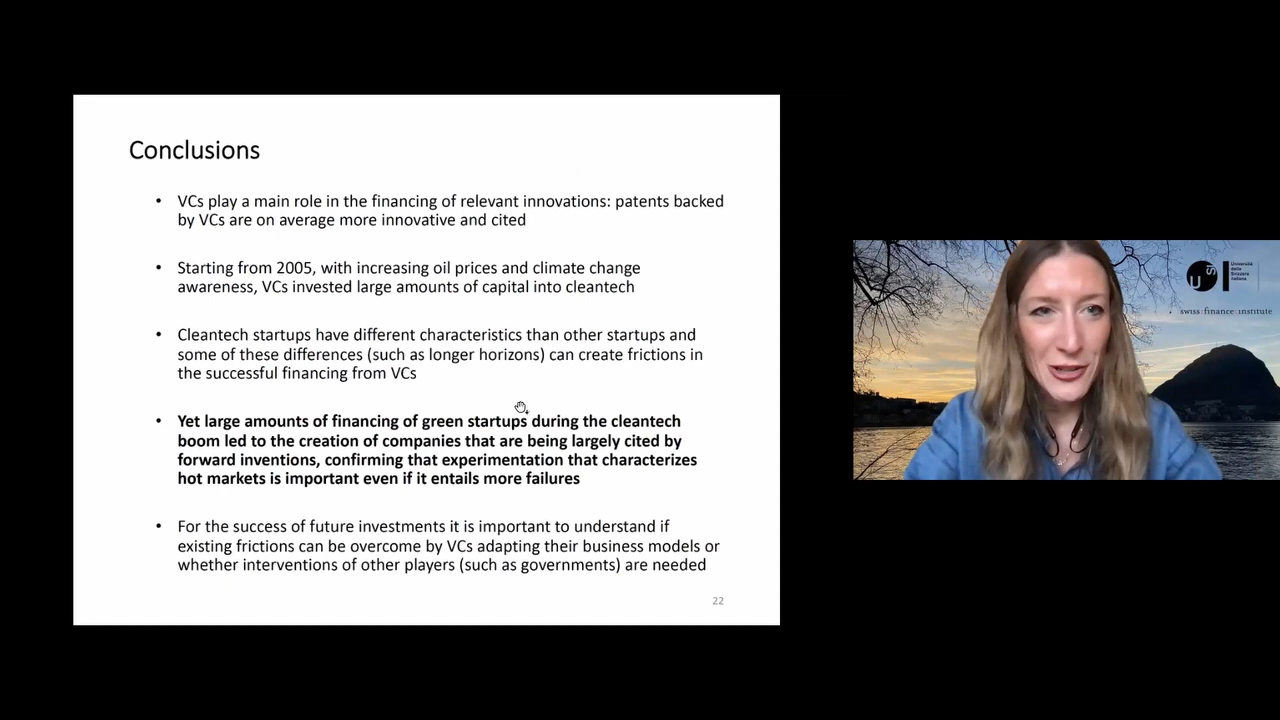 Conclusions
• VCs play a main role in the financing of relevant innovations: patents backed
by VCs are on average more innovative and cited
• Starting from 2005, with increasing oil prices and climate change
awareness, VCs invested large amounts of capital into cleantech
• Cleantech startups have different characteristics than other startups and
some of these differences (such as longer horizons) can create frictions in
the successful financing from VCs
• Yet large amounts of financing of green startups during the cleantech
boom led to the creation of companies that are being largely cited by
forward inventions, confirming that experimentation that characterizes
hot markets is important even if it entails more failures
• For the success of future investments it is important to understand if
existing frictions can be overcome by VCs adapting their business models or
whether interventions of other players (such as governments) are needed
22
Università
della
Svizzera
italiana
swiss:finance:institute